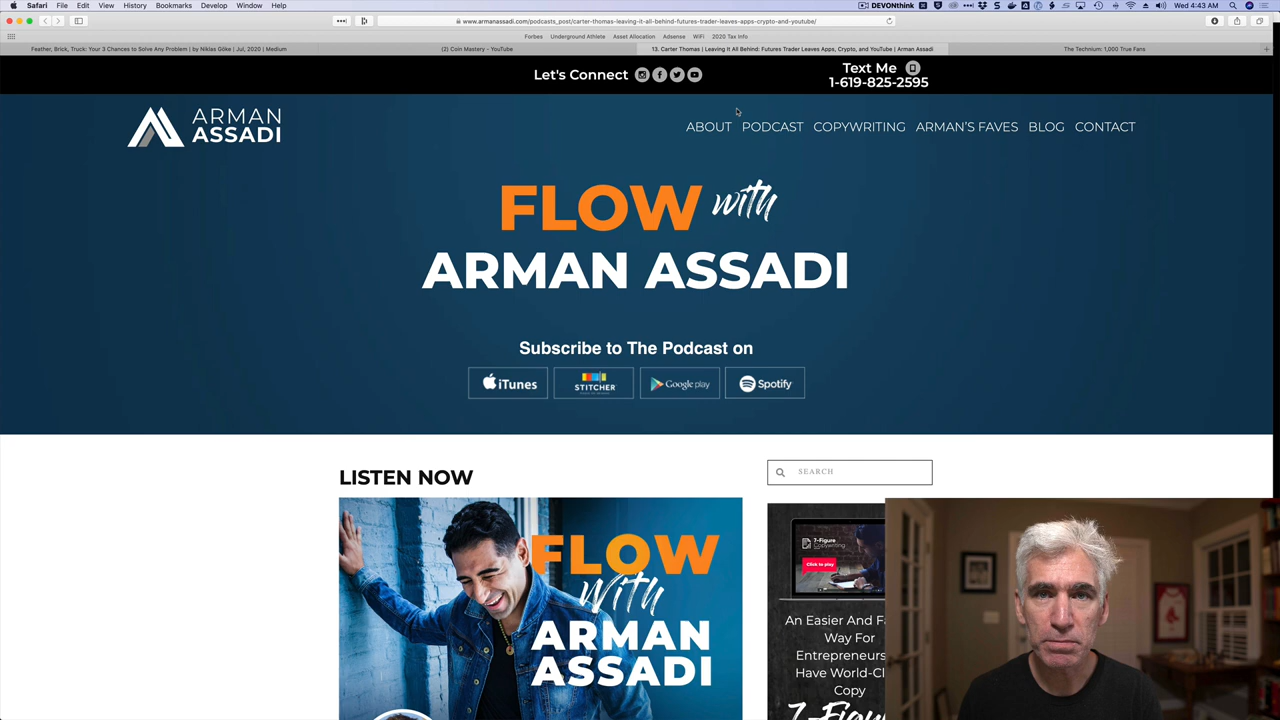 Safari File Edit View History Bookmarks Develop Window Help
DEVONthink
Wed 4:43 AM
www.armanassadi.com/podcasts_post/carter-thomas-leaving-it-all-behind-futures-trader-leaves-apps-crypto-and-youtube/
Forbes Underground Athlete Asset Allocation Adsense WiFi 2020 Tax Info
Feather, Brick, Truck: Your 3 Chances to Solve Any Problem | by Niklas Göke | Jul, 2020 | Medium
(2) Coin Mastery - YouTube
13. Carter Thomas | Leaving It All Behind: Futures Trader Leaves Apps, Crypto, and YouTube | Arman Assadi
The Technium: 1,000 True Fans
Let's Connect
Text Me
1-619-825-2595
ARMAN
ASSADI
ABOUT PODCAST COPYWRITING ARMAN'S FAVES BLOG CONTACT
FLOW with
ARMAN ASSADI
Subscribe to The Podcast on
iTunes
STITCHER
Google play
Spotify
LISTEN NOW
SEARCH
FLOW
with
ARMAN
ASSADI
7-Figure
Copywriting
Click to play
An Easier And Fa
Way For
Entrepreneurs
Have World-Cl
Copy
7-Figu